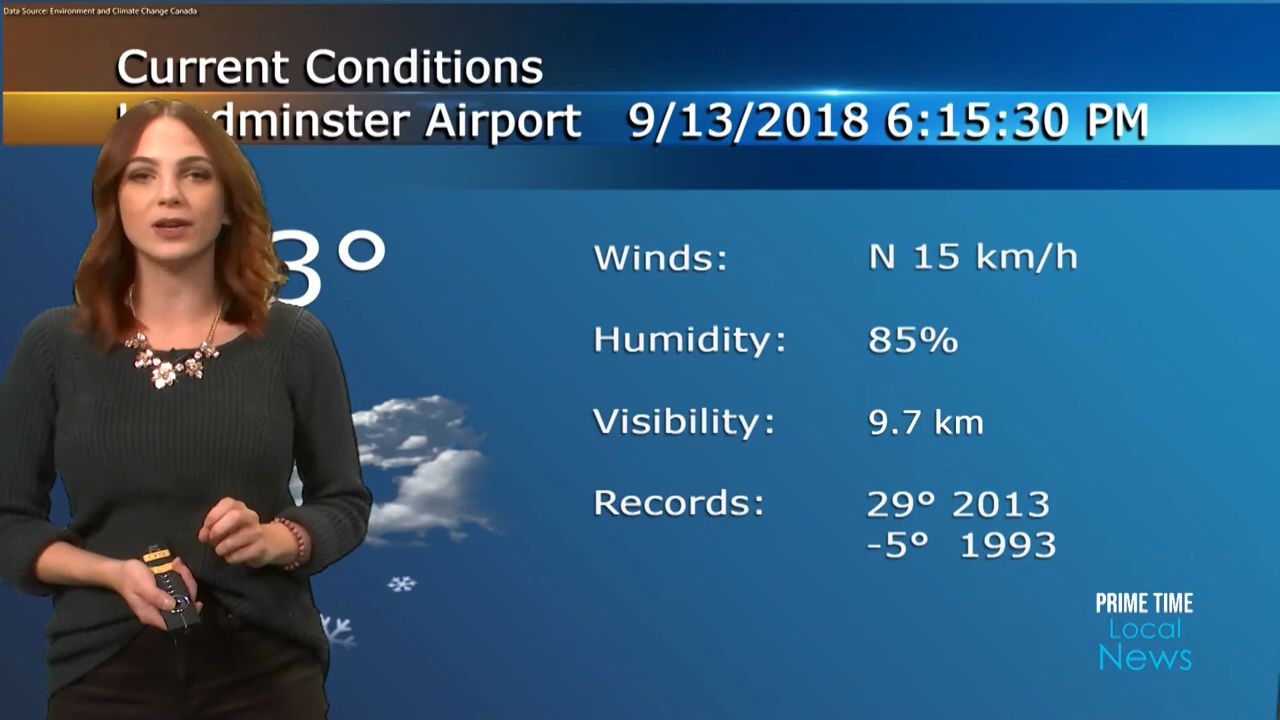 Data Source: Environment and Climate Change Canada
Current Conditions
Airport 9/13/2018 6:15:30 PM
3°
Winds: N 15 km/h
Humidity: 85%
Visibility: 9.7 km
Records: 29° 2013
-5° 1993
PRIME TIME
Local
News